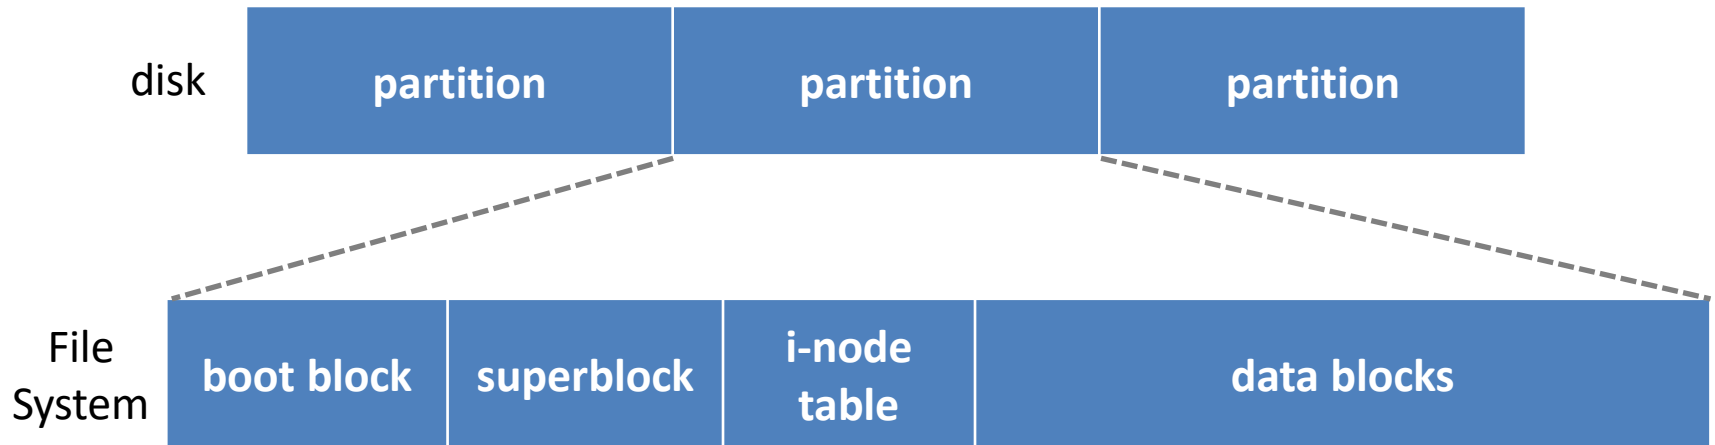 disk
partition
partition
partition
File
System
boot block
superblock
i-node
table
data blocks